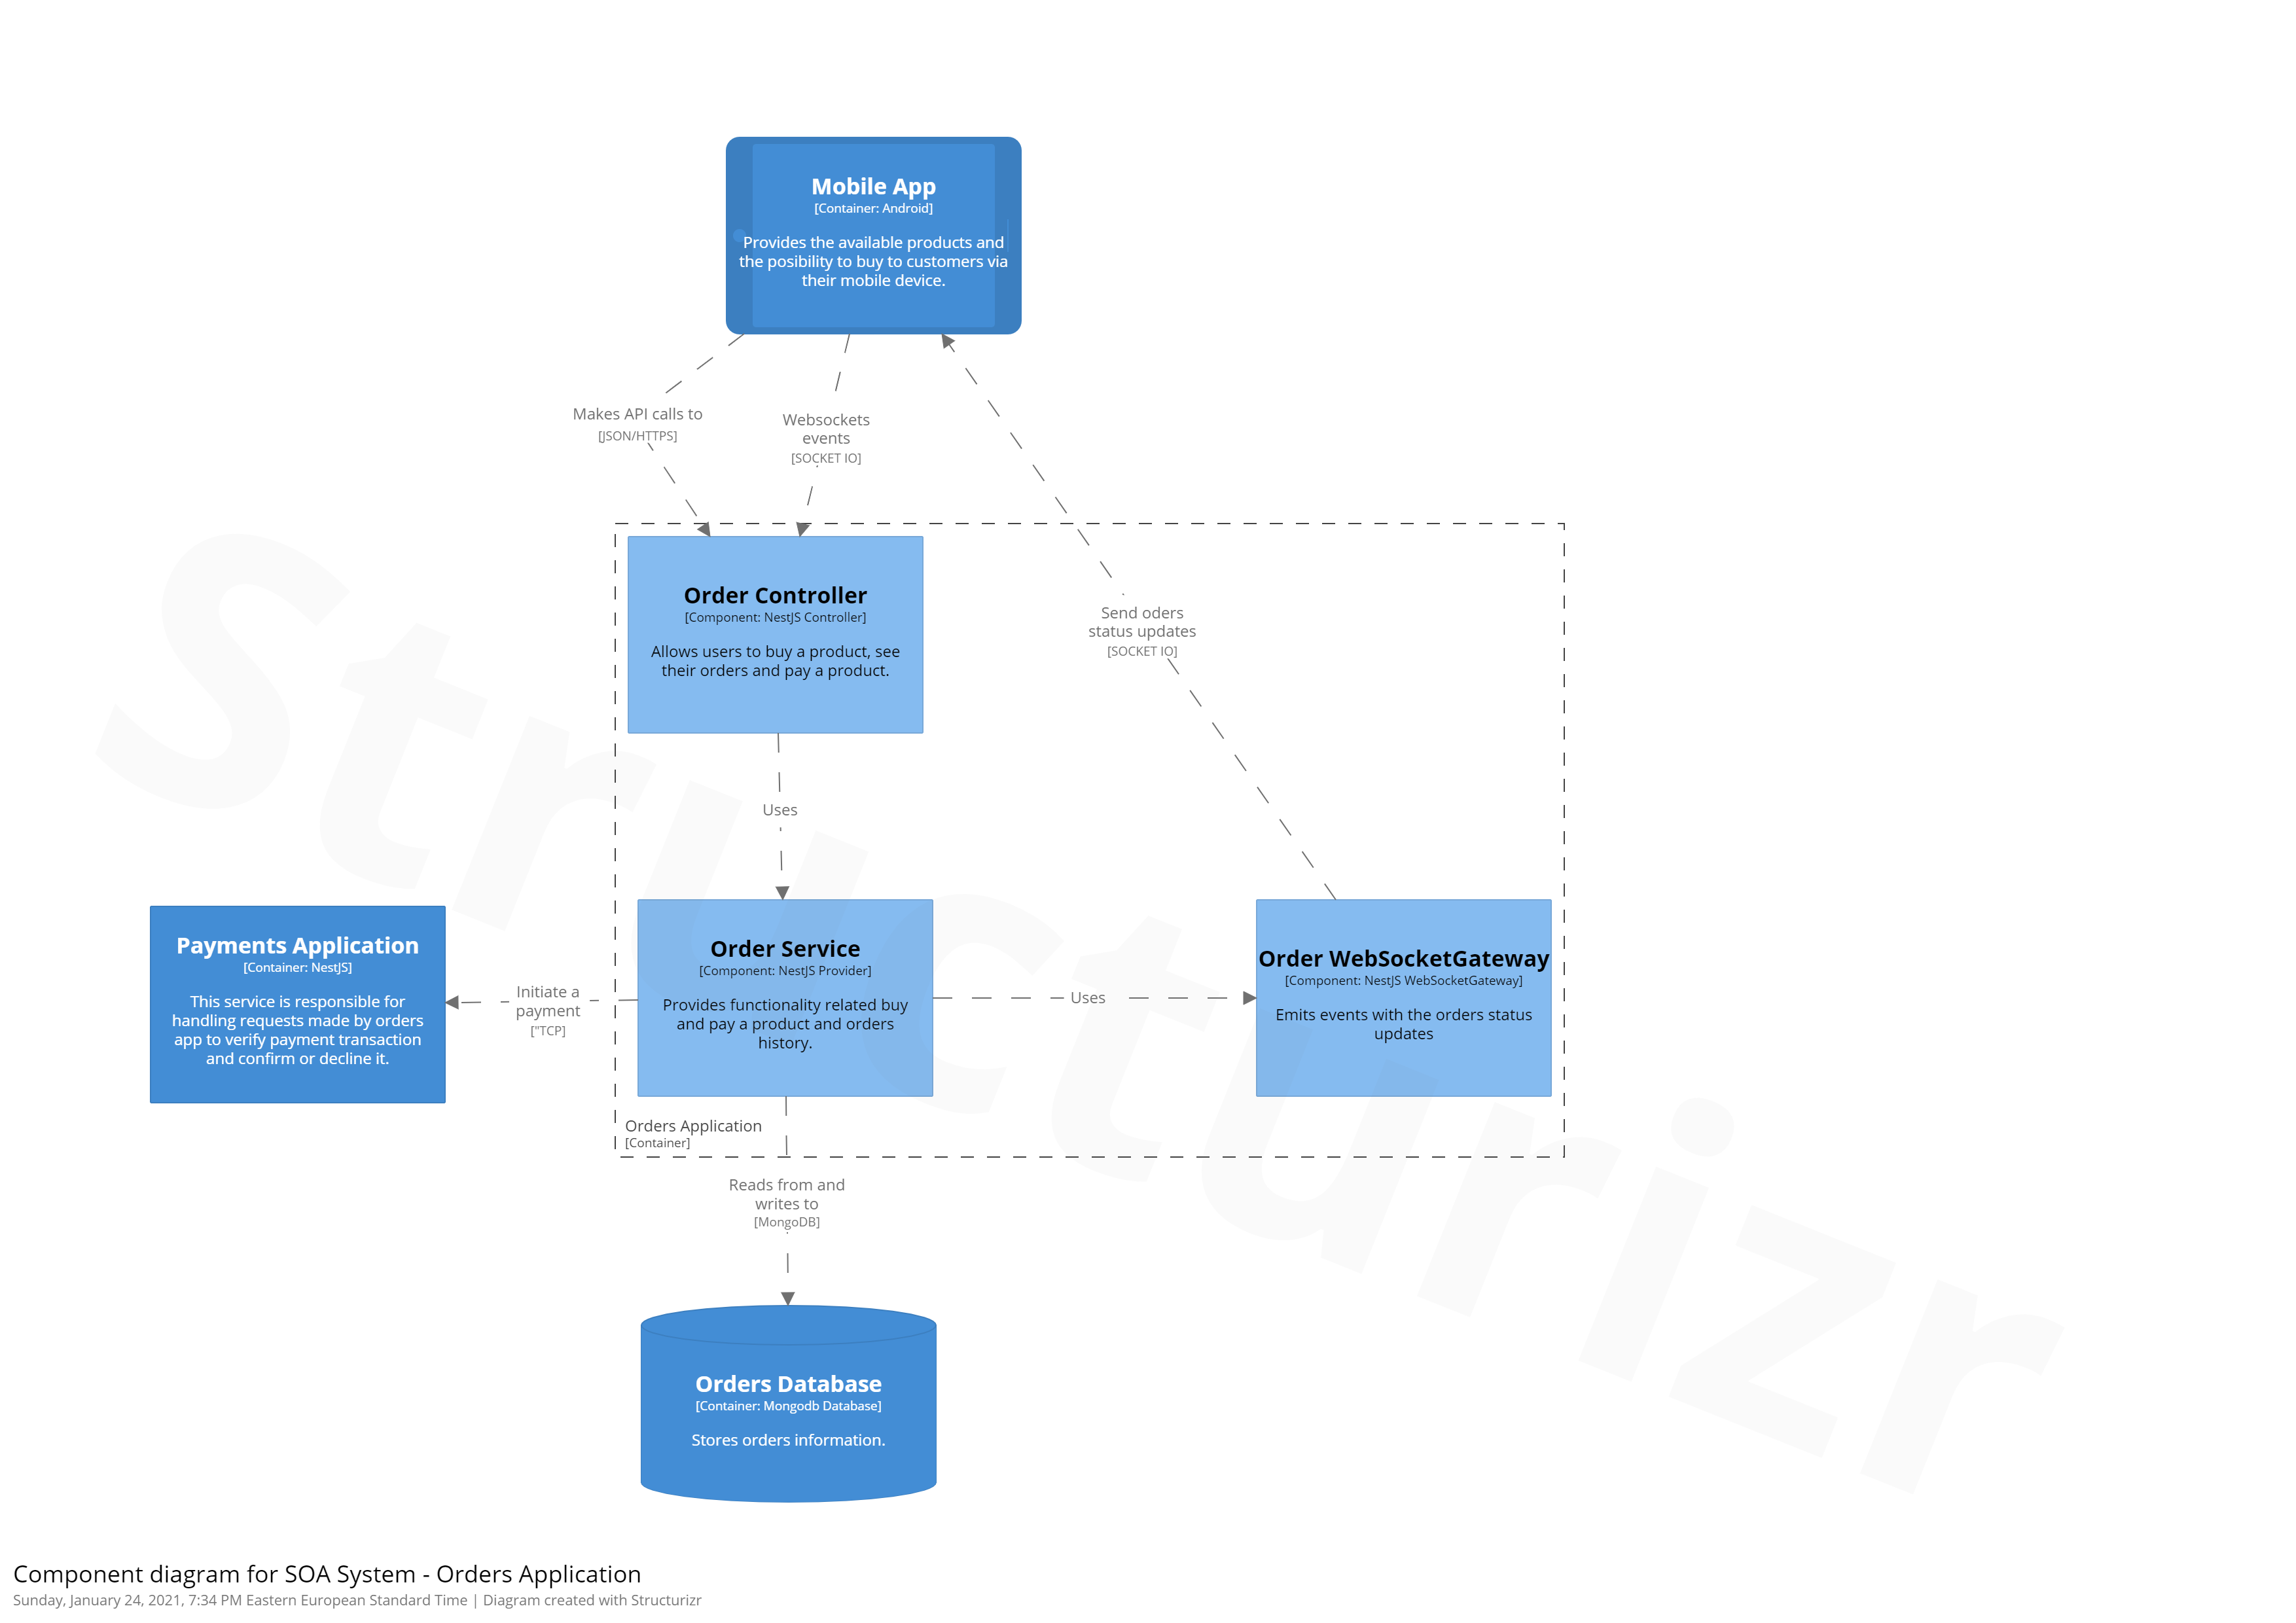 Mobile App
[Container: Android]
Provides the available products and
the posibility to buy to customers via
their mobile device.
Makes API calls to
[JSON/HTTPS]
Websockets
events
[SOCKET IO]
Send oders
status updates
[SOCKET IO]
Order Controller
[Component: NestJS Controller]
Allows users to buy a product, see
their orders and pay a product.
Uses
Payments Application
[Container: NestJS]
This service is responsible for
handling requests made by orders
app to verify payment transaction
and confirm or decline it.
Initiate a
payment
["TCP]
Order Service
[Component: NestJS Provider]
Provides functionality related buy
and pay a product and orders
history.
Uses
Order WebSocketGateway
[Component: NestJS WebSocketGateway]
Emits events with the orders status
updates
Orders Application
[Container]
Reads from and
writes to
[MongoDB]
Orders Database
[Container: Mongodb Database]
Stores orders information.
Structurizr
Component diagram for SOA System - Orders Application
Sunday, January 24, 2021, 7:34 PM Eastern European Standard Time | Diagram created with Structurizr